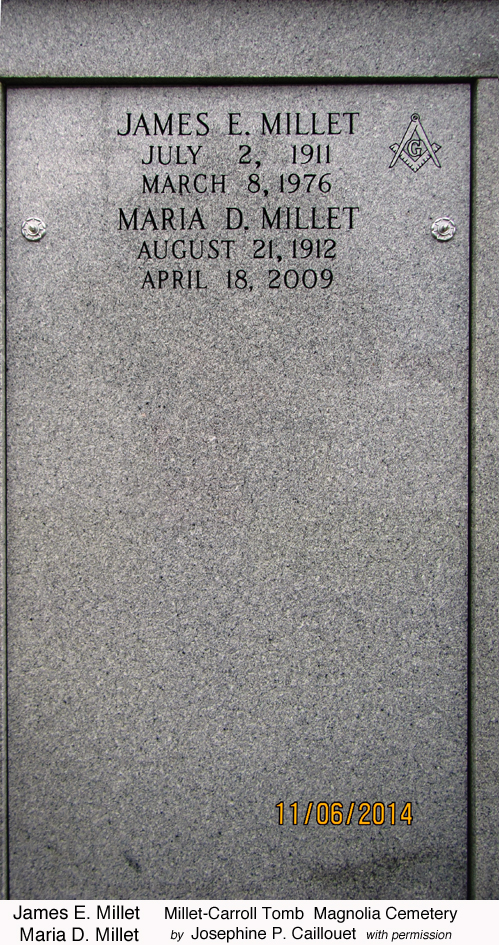 JAMES E. MILLET
JULY 2, 1911
MARCH 8, 1976
G
MARIA D. MILLET
AUGUST 21, 1912
APRIL 18, 2009
11/06/2014
James E. Millet Millet-Carroll Tomb Magnolia Cemetery
Maria D. Millet by Josephine P. Caillouet with permission